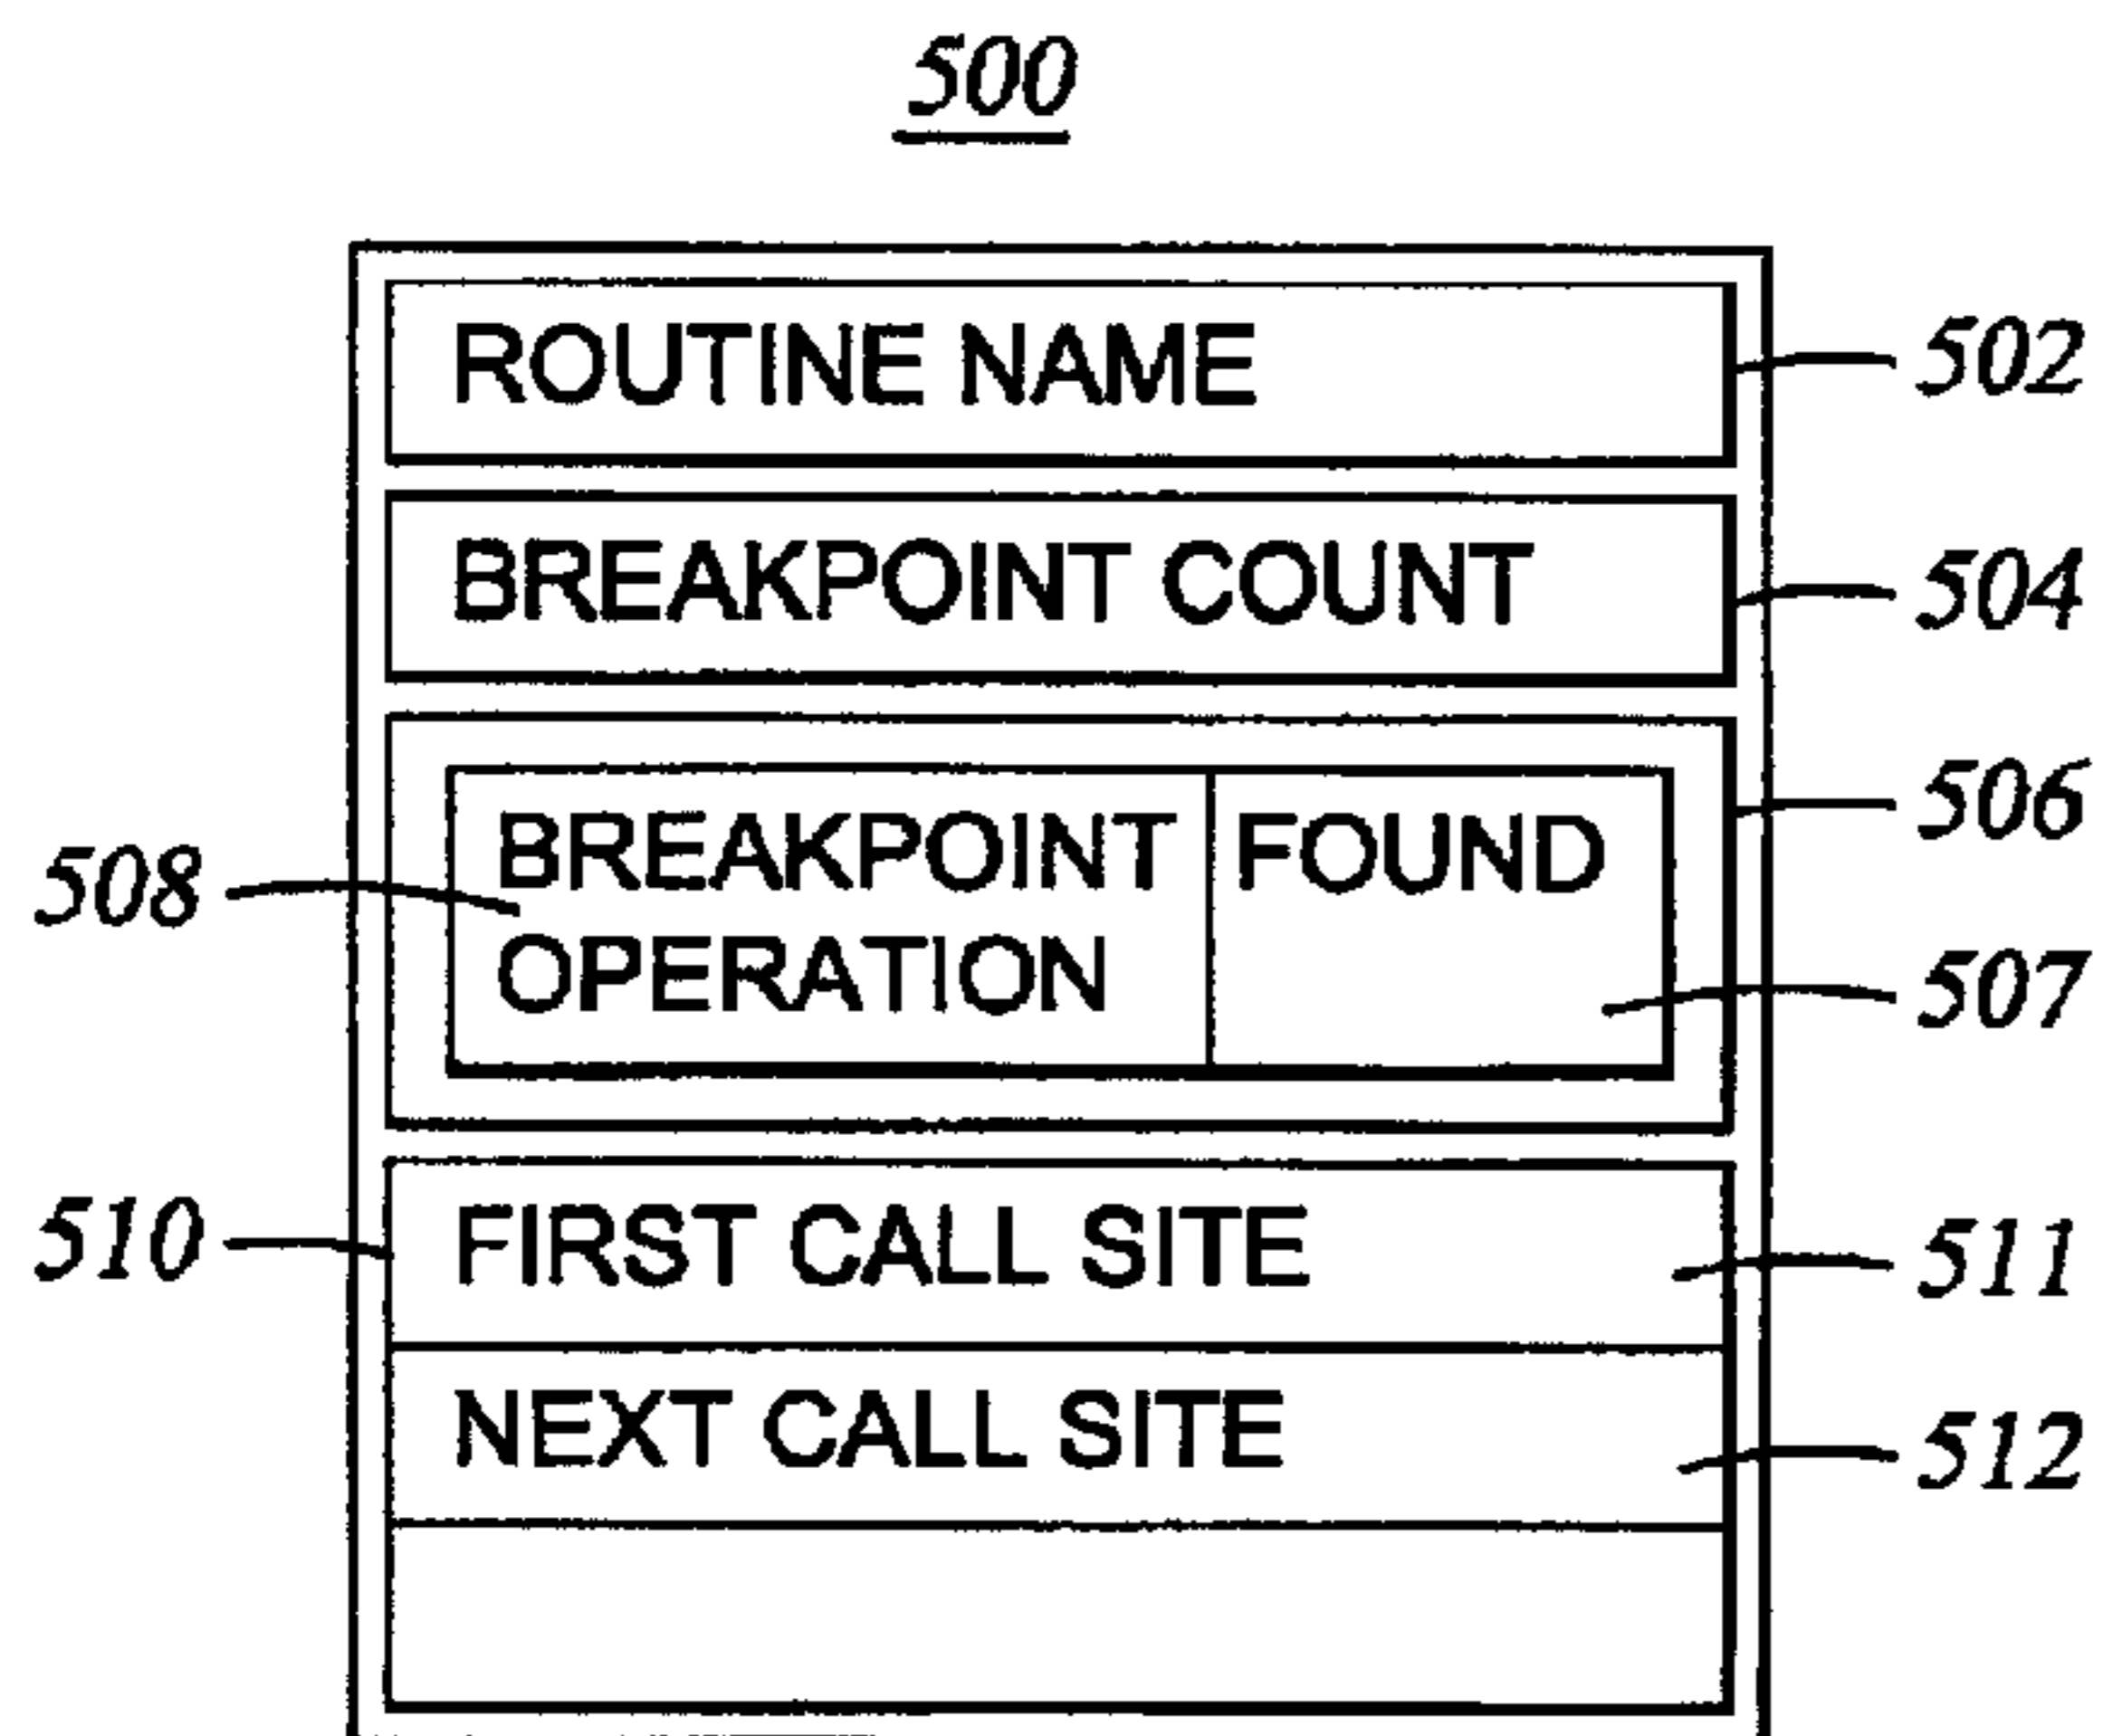 500
ROUTINE NAME
502
BREAKPOINT COUNT
504
506
508
BREAKPOINT
OPERATION
FOUND
507
510
FIRST CALL SITE
511
NEXT CALL SITE
512